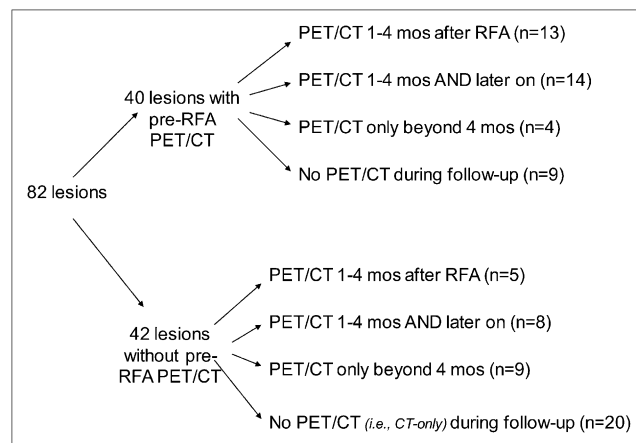 82 lesions
40 lesions with
pre-RFA
PET/CT
PET/CT 1-4 mos after RFA (n=13)
PET/CT 1-4 mos AND later on (n=14)
PET/CT only beyond 4 mos (n=4)
No PET/CT during follow-up (n=9)
42 lesions
without pre-
RFA PET/CT
PET/CT 1-4 mos after RFA (n=5)
PET/CT 1-4 mos AND later on (n=8)
PET/CT only beyond 4 mos (n=9)
No PET/CT (i.e., CT-only) during follow-up (n=20)